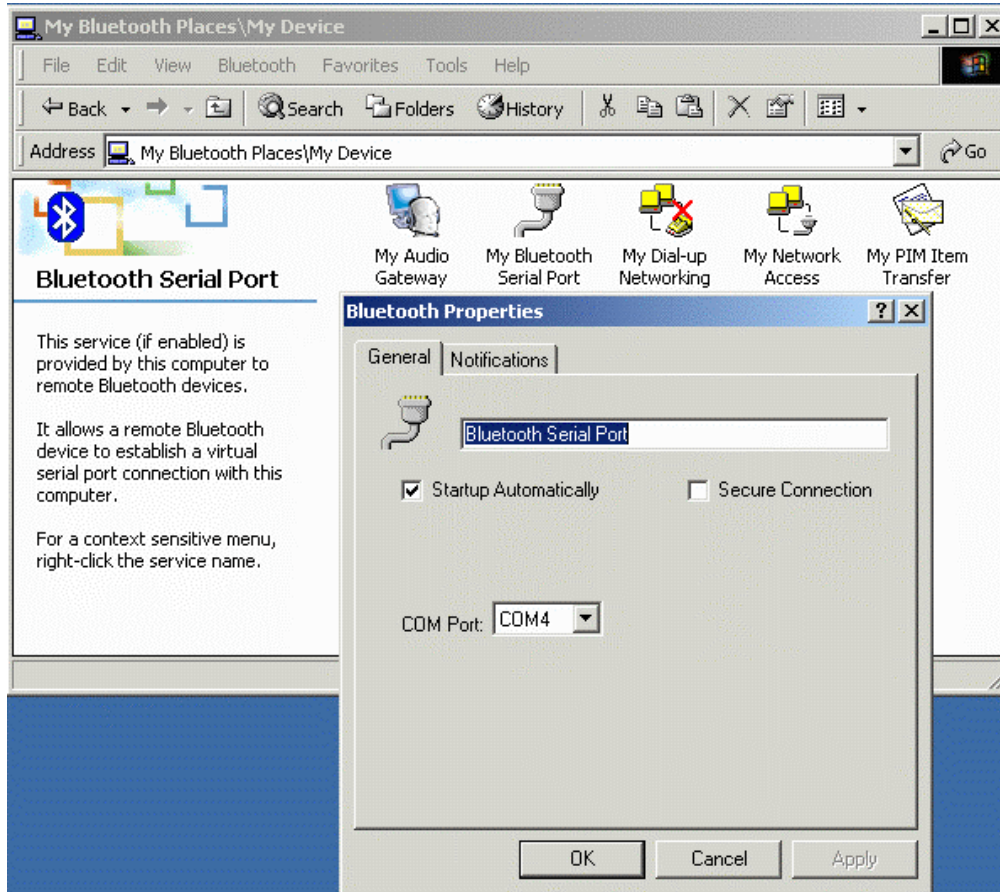 My Bluetooth Places\My Device
File Edit View Bluetooth Favorites Tools Help
Back Search Folders History
Address My Bluetooth Places\My Device Go
My Audio Gateway
My Bluetooth Serial Port
My Dial-up Networking
My Network Access
My PIM Item Transfer
Bluetooth Serial Port
This service (if enabled) is
provided by this computer to
remote Bluetooth devices.
It allows a remote Bluetooth
device to establish a virtual
serial port connection with this
computer.
For a context sensitive menu,
right-click the service name.
Bluetooth Properties
General Notifications
Bluetooth Serial Port
Startup Automatically Secure Connection
COM Port: COM4
OK Cancel Apply